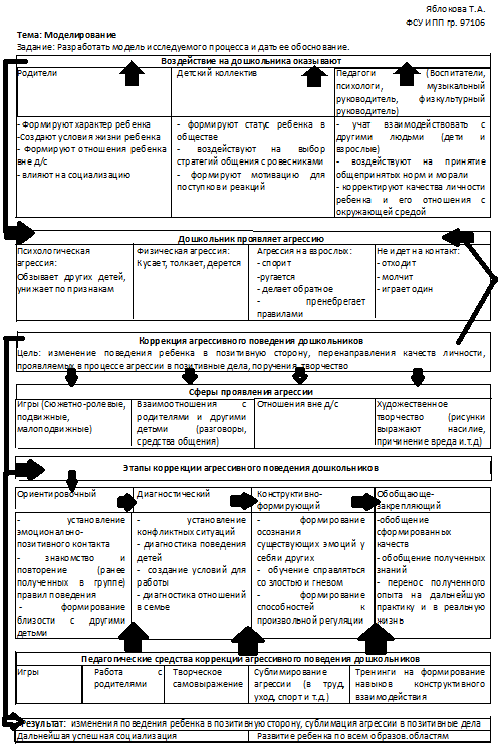 Яблокова Т.А.
ФСУ ИПП гр. 97106
Тема: Моделирование
Задание: Разработать модель исследуемого процесса и дать ее обоснование.
Воздействие на дошкольника оказывают
Родители
Детский коллектив
Педагоги (Воспитатели,
психологи, музыкальный
руководитель, физкультурный
руководитель)
- Формируют характер ребенка
-Создают условия жизни ребенка
- Формируют отношения ребенка
вне д/с
- влияют на социализацию
- формируют статус ребенка в
обществе
- воздействуют на выбор
стратегий общения с ровесниками
- формируют мотивацию для
поступков и реакций
- учат взаимодействовать с
другими людьми (дети и
взрослые)
- воздействуют на принятие
общепринятых норм и морали
- корректируют качества личности
ребенка и его отношения с
окружающей средой
Дошкольник проявляет агрессию
Психологическая
агрессия:
Обзывает других детей,
унижает по признакам
Физическая агрессия:
Кусает, толкает, дерется
Агрессия на взрослых:
- спорит
-ругается
- делает обратное
- пренебрегает
правилами
Не идет на контакт:
- отходит
- молчит
- играет один
Коррекция агрессивного поведения дошкольников
Цель: изменение поведения ребенка в позитивную сторону, перенаправления качеств личности,
проявляемых в процессе агрессии в позитивные дела, поручения, творчество
Сферы проявления агрессии
Игры (Сюжетно-ролевые,
подвижные,
малоподвижные)
Взаимоотношения с
родителями и другими
детьми (разговоры,
средства общения)
Отношения вне д/с
Художественное
творчество (рисунки
выражают насилие,
причинение вреда и.т.д)
Этапы коррекции агрессивного поведения дошкольников
Ориентировочный
Диагностический
Конструктивно-
формирующий
Обобщающе-
закрепляющий
- установление
эмоционально-
позитивного контакта
- знакомство и
повторение (ранее
полученных в группе)
правил поведения
- формирование
близости с другими
детьми
- установление
конфликтных ситуаций
- диагностика поведения
детей
- создание условий для
работы
- диагностика отношений
в семье
- формирование
осознания
существующих эмоций у
себя и других
- обучение справляться
со злостью и гневом
- формирование
способностей к
произвольной регуляции
-обобщение
сформированных
качеств
- обобщение полученных
знаний
- перенос полученного
опыта на дальнейшую
практику и в реальную
жизнь
Педагогические средства коррекции агрессивного поведения дошкольников
Игры
Работа с
родителями
Творческое
самовыражение
Сублимирование
агрессии (в труд,
уход, спорт и т.д.)
Тренинги на формирование
навыков конструктивного
взаимодействия
Результат: изменения поведения ребенка в позитивную сторону, сублимация агрессии в позитивные дела
Дальнейшая успешная социализация
Развитие ребенка по всем образов.областям